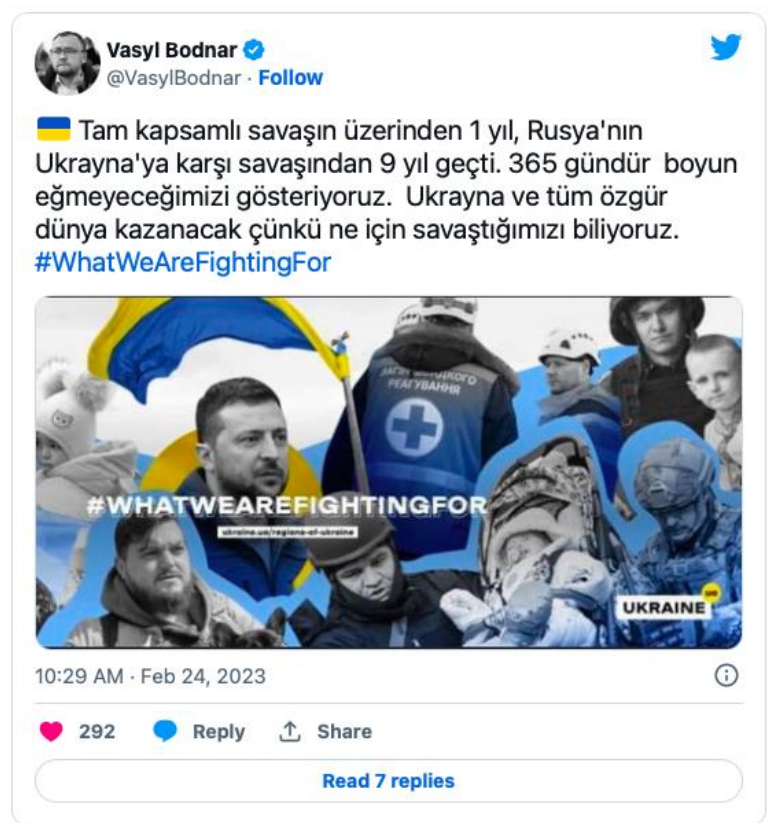 Vasyl Bodnar
@VasylBodnar · Follow
Tam kapsamlı savaşın üzerinden 1 yıl, Rusya'nın
Ukrayna'ya karşı savaşından 9 yıl geçti. 365 gündür boyun
eğmeyeceğimizi gösteriyoruz. Ukrayna ve tüm özgür
dünya kazanacak çünkü ne için savaştığımızı biliyoruz.
#WhatWeAreFightingFor
РЕАГУВАННЯ
#WHATWEAREFIGHTINGFOR
ukraine.ua/regions-of-ukraine
UKRAINE
10:29 AM · Feb 24, 2023
292 Reply Share
Read 7 replies